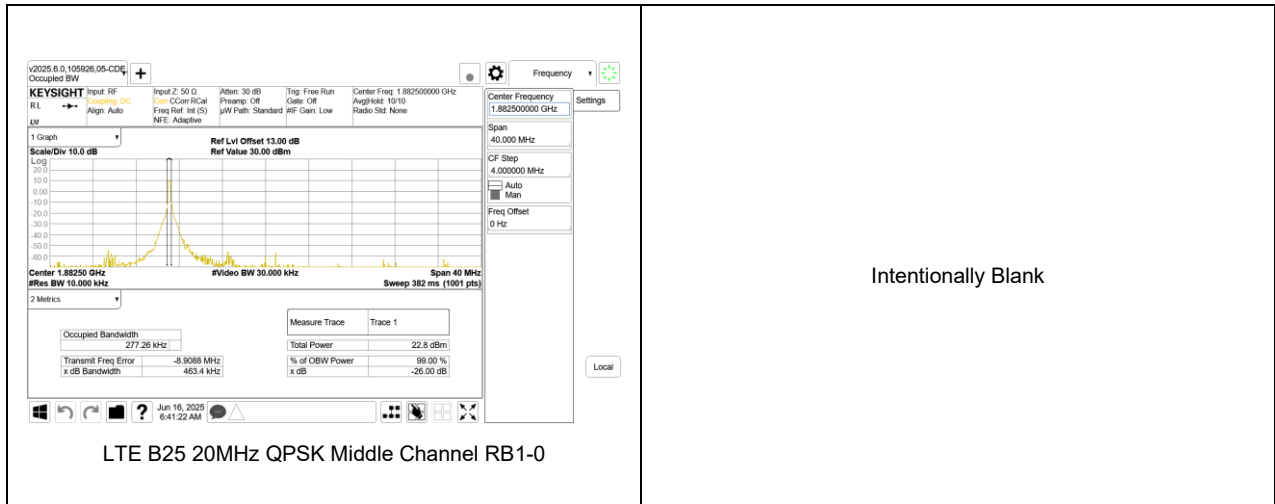 v2025.6.0,105926,05-CDE
Occupied BW
Frequency
KEYSIGHT
RL
Input: RF
Coupling: DC
Align: Auto
Input Z: 50 Ω
Corr CCorr RCal
Freq Ref: Int (S)
NFE: Adaptive
Atten: 30 dB
Preamp: Off
µW Path: Standard
Trig: Free Run
Gate: Off
#IF Gain: Low
Center Freq: 1.882500000 GHz
Avg|Hold: 10/10
Radio Std: None
Center Frequency
1.882500000 GHz
Settings
Span
40.000 MHz
CF Step
4.000000 MHz
Auto
Man
Freq Offset
0 Hz
1 Graph
Scale/Div 10.0 dB
Ref Lvl Offset 13.00 dB
Ref Value 30.00 dBm
Log
20.0
10.0
0.00
-10.0
-20.0
-30.0
-40.0
-50.0
-60.0
Center 1.88250 GHz
#Video BW 30.000 kHz
Span 40 MHz
#Res BW 10.000 kHz
Sweep 382 ms (1001 pts)
2 Metrics
Measure Trace Trace 1
Occupied Bandwidth
277.26 kHz
Total Power 22.8 dBm
Transmit Freq Error -8.9088 MHz
% of OBW Power 99.00 %
x dB Bandwidth 463.4 kHz
x dB -26.00 dB
Local
?
Jun 16, 2025
6:41:22 AM
LTE B25 20MHz QPSK Middle Channel RB1-0
Intentionally Blank